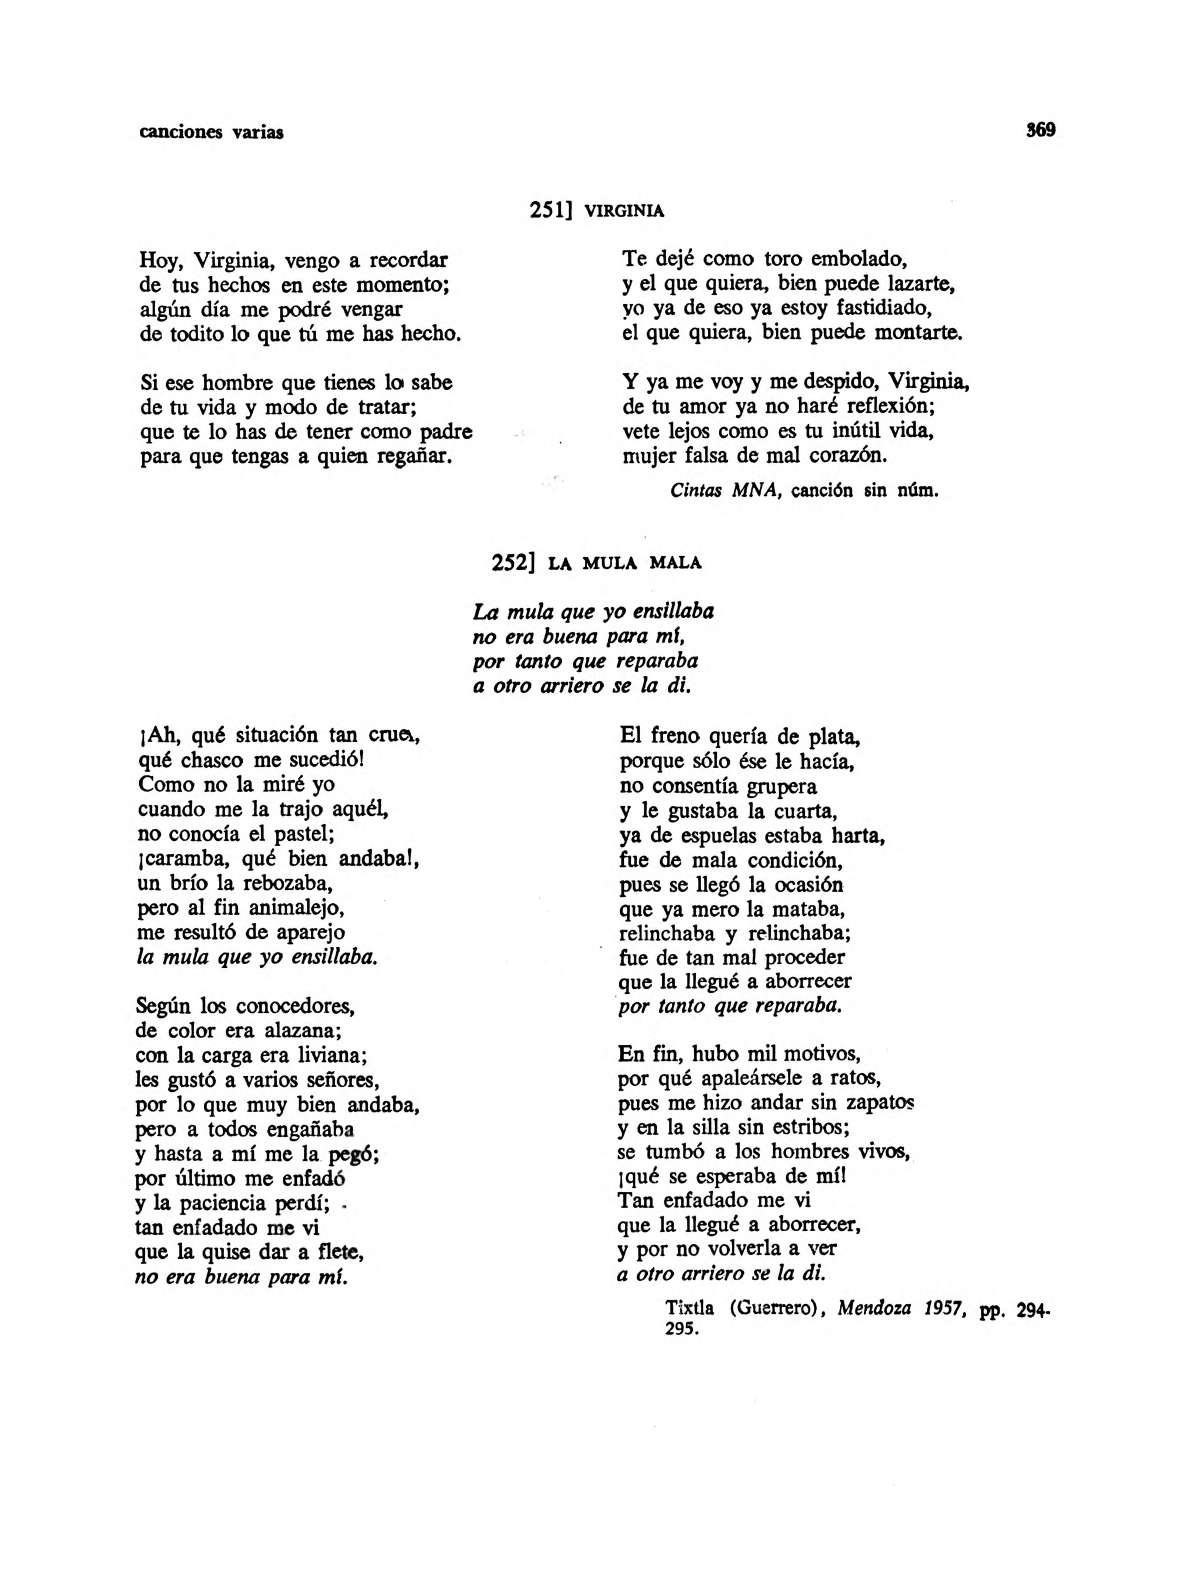 canciones varias
369
251] VIRGINIA
Hoy, Virginia, vengo a recordar
de tus hechos en este momento;
algún día me podré vengar
de todito lo que tú me has hecho.
Si ese hombre que tienes lo sabe
de tu vida y modo de tratar;
que te lo has de tener como padre
para que tengas a quien regañar.
Te dejé como toro embolado,
y el que quiera, bien puede lazarte,
yo ya de eso ya estoy fastidiado,
el que quiera, bien puede montarte.
Y ya me voy y me despido, Virginia,
de tu amor ya no haré reflexión;
vete lejos como es tu inútil vida,
mujer falsa de mal corazón.
Cintas MNA, canción sin núm.
252] LA MULA MALA
La mula que yo ensillaba
no era buena para mí,
por tanto que reparaba
a otro arriero se la di.
¡Ah, qué situación tan cruel,
qué chasco me sucedió!
Como no la miré yo
cuando me la trajo aquél,
no conocía el pastel;
¡caramba, qué bien andaba!,
un brío la rebozaba,
pero al fin animalejo,
me resultó de aparejo
la mula que yo ensillaba.
Según los conocedores,
de color era alazana;
con la carga era liviana;
les gustó a varios señores,
por lo que muy bien andaba,
pero a todos engañaba
y hasta a mí me la pegó;
por último me enfadó
y la paciencia perdí;
tan enfadado me vi
que la quise dar a flete,
no era buena para mí.
El freno quería de plata,
porque sólo ése le hacía,
no consentía grupera
y le gustaba la cuarta,
ya de espuelas estaba harta,
fue de mala condición,
pues se llegó la ocasión
que ya mero la mataba,
relinchaba y relinchaba;
fue de tan mal proceder
que la llegué a aborrecer
por tanto que reparaba.
En fin, hubo mil motivos,
por qué apaleársele a ratos,
pues me hizo andar sin zapatos
y en la silla sin estribos;
se tumbó a los hombres vivos,
¡qué se esperaba de mí!
Tan enfadado me vi
que la llegué a aborrecer,
y por no volverla a ver
a otro arriero se la di.
Tixtla (Guerrero), Mendoza 1957, pp. 294-
295.